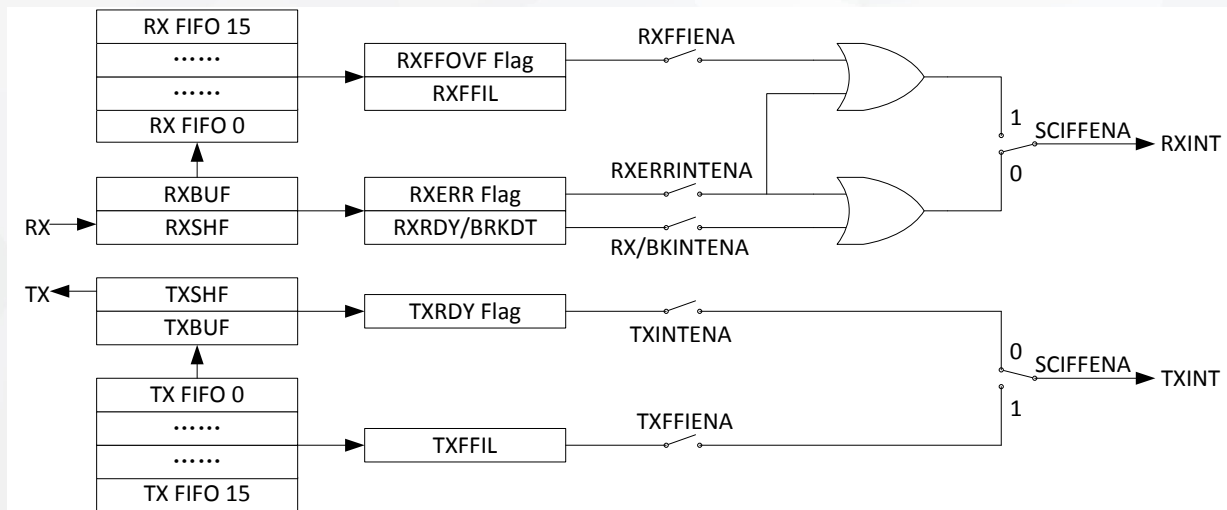 RX FIFO 15
……
……
RX FIFO 0
RXBUF
RXSHF
RX
TX
TXSHF
TXBUF
TX FIFO 0
……
……
TX FIFO 15
RXFFOVF Flag
RXFFIL
RXERR Flag
RXRDY/BRKDT
TXRDY Flag
TXFFIL
RXFFIENA
RXERRINTENA
RX/BKINTENA
TXINTENA
TXFFIENA
1
SCIFFENA
RXINT
0
0
SCIFFENA
TXINT
1